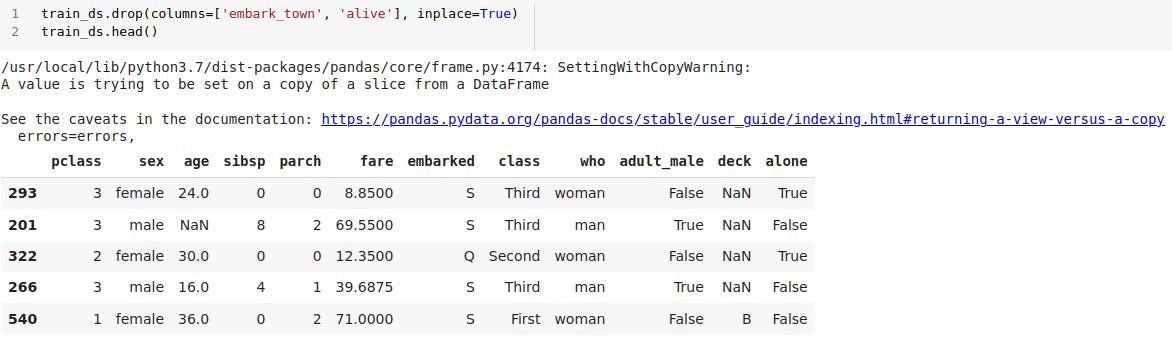 1 train_ds.drop(columns=['embark_town', 'alive'], inplace=True)
2 train_ds.head()
/usr/local/lib/python3.7/dist-packages/pandas/core/frame.py:4174: SettingWithCopyWarning:
A value is trying to be set on a copy of a slice from a DataFrame
See the caveats in the documentation: https://pandas.pydata.org/pandas-docs/stable/user_guide/indexing.html#returning-a-view-versus-a-copy
errors=errors,
pclass sex age sibsp parch fare embarked class who adult_male deck alone
293 3 female 24.0 0 0 8.8500 S Third woman False NaN True
201 3 male NaN 8 2 69.5500 S Third man True NaN False
322 2 female 30.0 0 0 12.3500 Q Second woman False NaN True
266 3 male 16.0 4 1 39.6875 S Third man True NaN False
540 1 female 36.0 0 2 71.0000 S First woman False B False